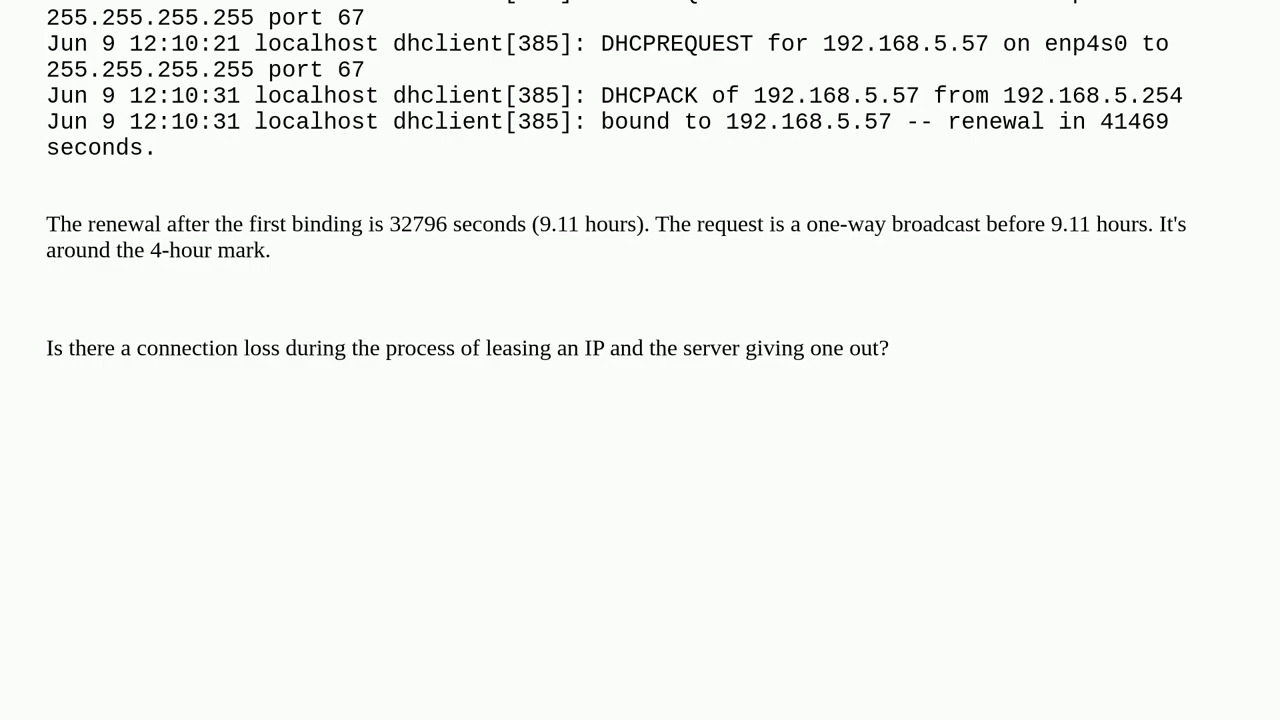 255.255.255.255 port 67
Jun 9 12:10:21 localhost dhclient[385]: DHCPREQUEST for 192.168.5.57 on enp4s0 to
255.255.255.255 port 67
Jun 9 12:10:31 localhost dhclient[385]: DHCPACK of 192.168.5.57 from 192.168.5.254
Jun 9 12:10:31 localhost dhclient[385]: bound to 192.168.5.57 -- renewal in 41469
seconds.
The renewal after the first binding is 32796 seconds (9.11 hours). The request is a one-way broadcast before 9.11 hours. It's
around the 4-hour mark.
Is there a connection loss during the process of leasing an IP and the server giving one out?